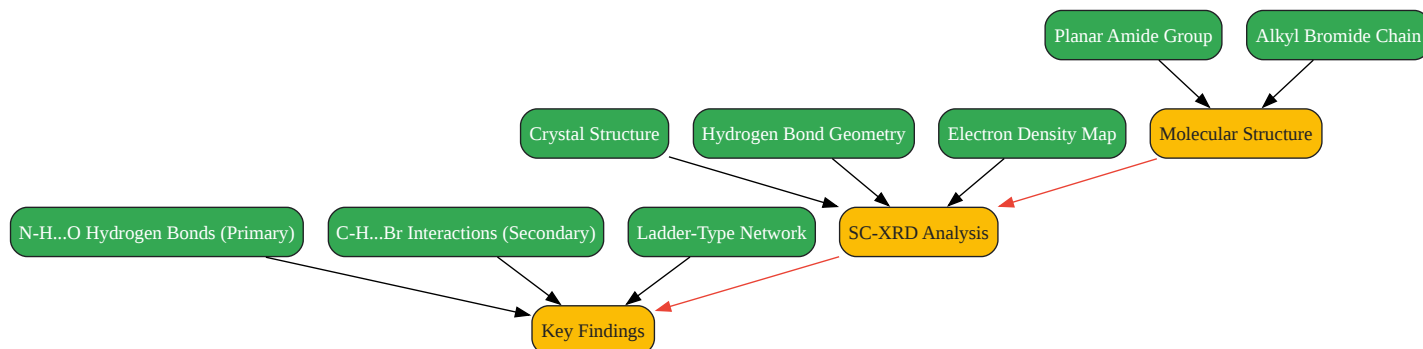 Planar Amide Group
Alkyl Bromide Chain
Crystal Structure
Hydrogen Bond Geometry
Electron Density Map
Molecular Structure
N-H...O Hydrogen Bonds (Primary)
C-H...Br Interactions (Secondary)
Ladder-Type Network
SC-XRD Analysis
Key Findings